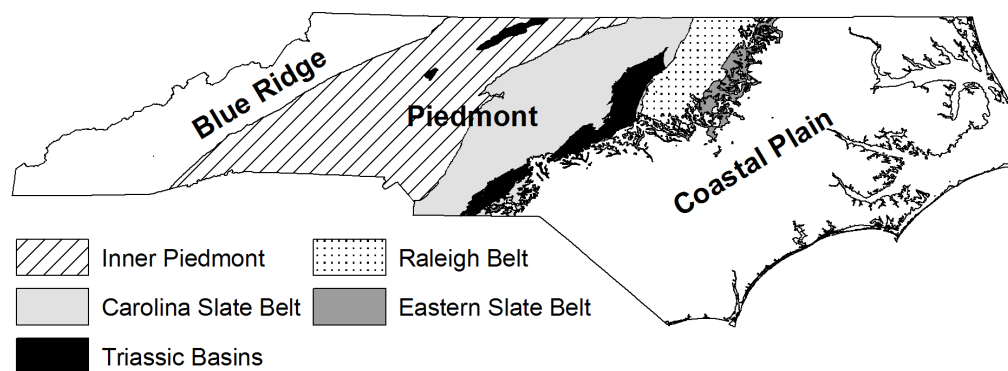 Blue Ridge
Piedmont
Coastal Plain
Inner Piedmont
Raleigh Belt
Carolina Slate Belt
Eastern Slate Belt
Triassic Basins